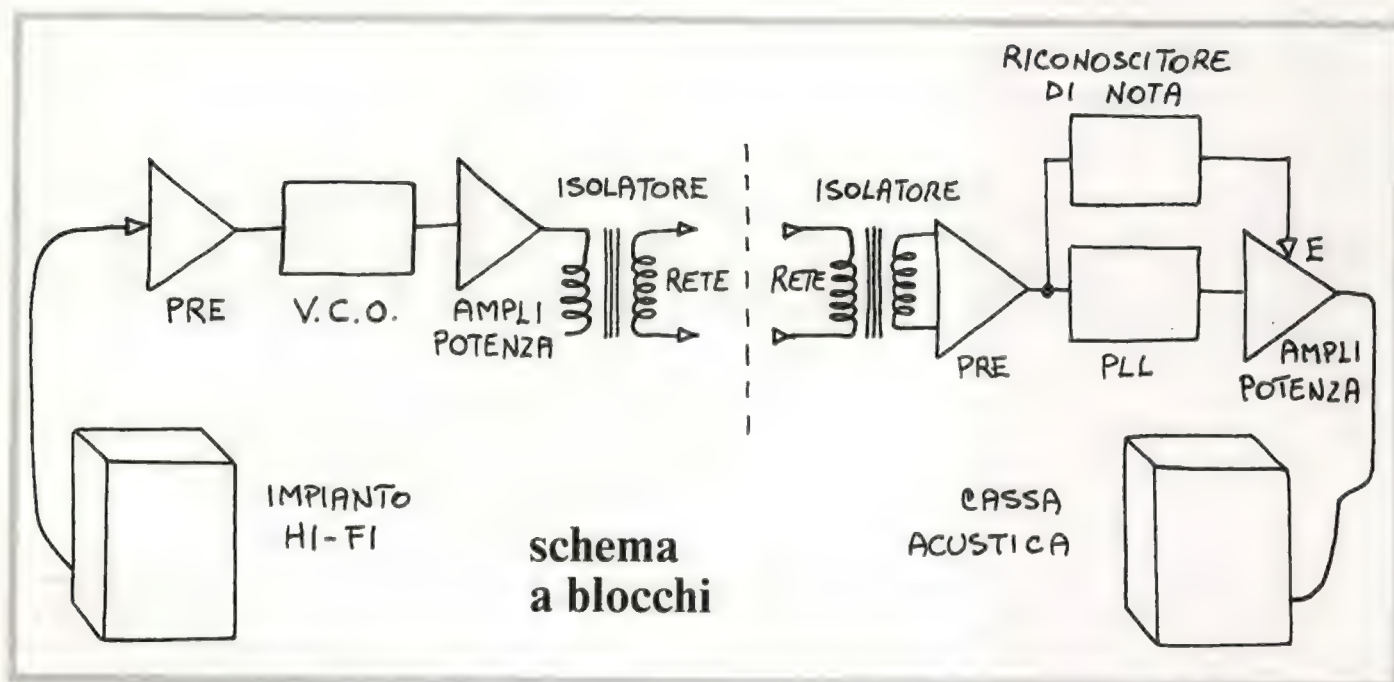 RICONOSCITORE
DI NOTA
ISOLATORE
ISOLATORE
RETE
RETE
PRE
V.C.O.
AMPLI
POTENZA
E
PRE
PLL
AMPLI
POTENZA
IMPIANTO
HI-FI
CASSA
ACUSTICA
schema
a blocchi